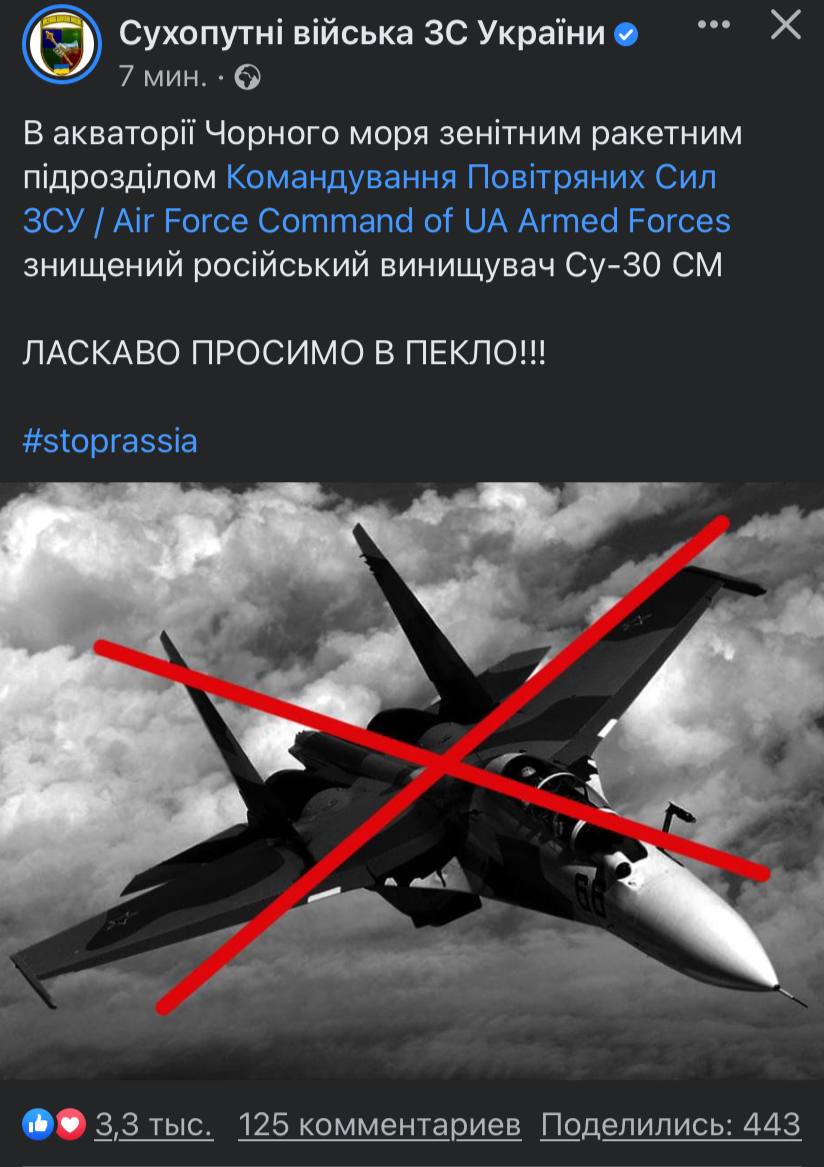 Сухопутні війська ЗС України
7 мин. ·
В акваторії Чорного моря зенітним ракетним
підрозділом Командування Повітряних Сил
ЗСУ / Air Force Command of UA Armed Forces
знищений російський винищувач Су-30 СМ
ЛАСКАВО ПРОСИМО В ПЕКЛО!!!
#stoprassia
66
3,3 тыс. 125 комментариев Поделились: 443